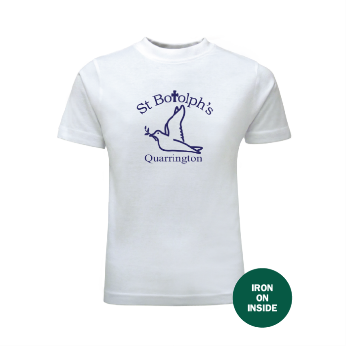 St Botolph's
Quarrington
IRON
ON
INSIDE